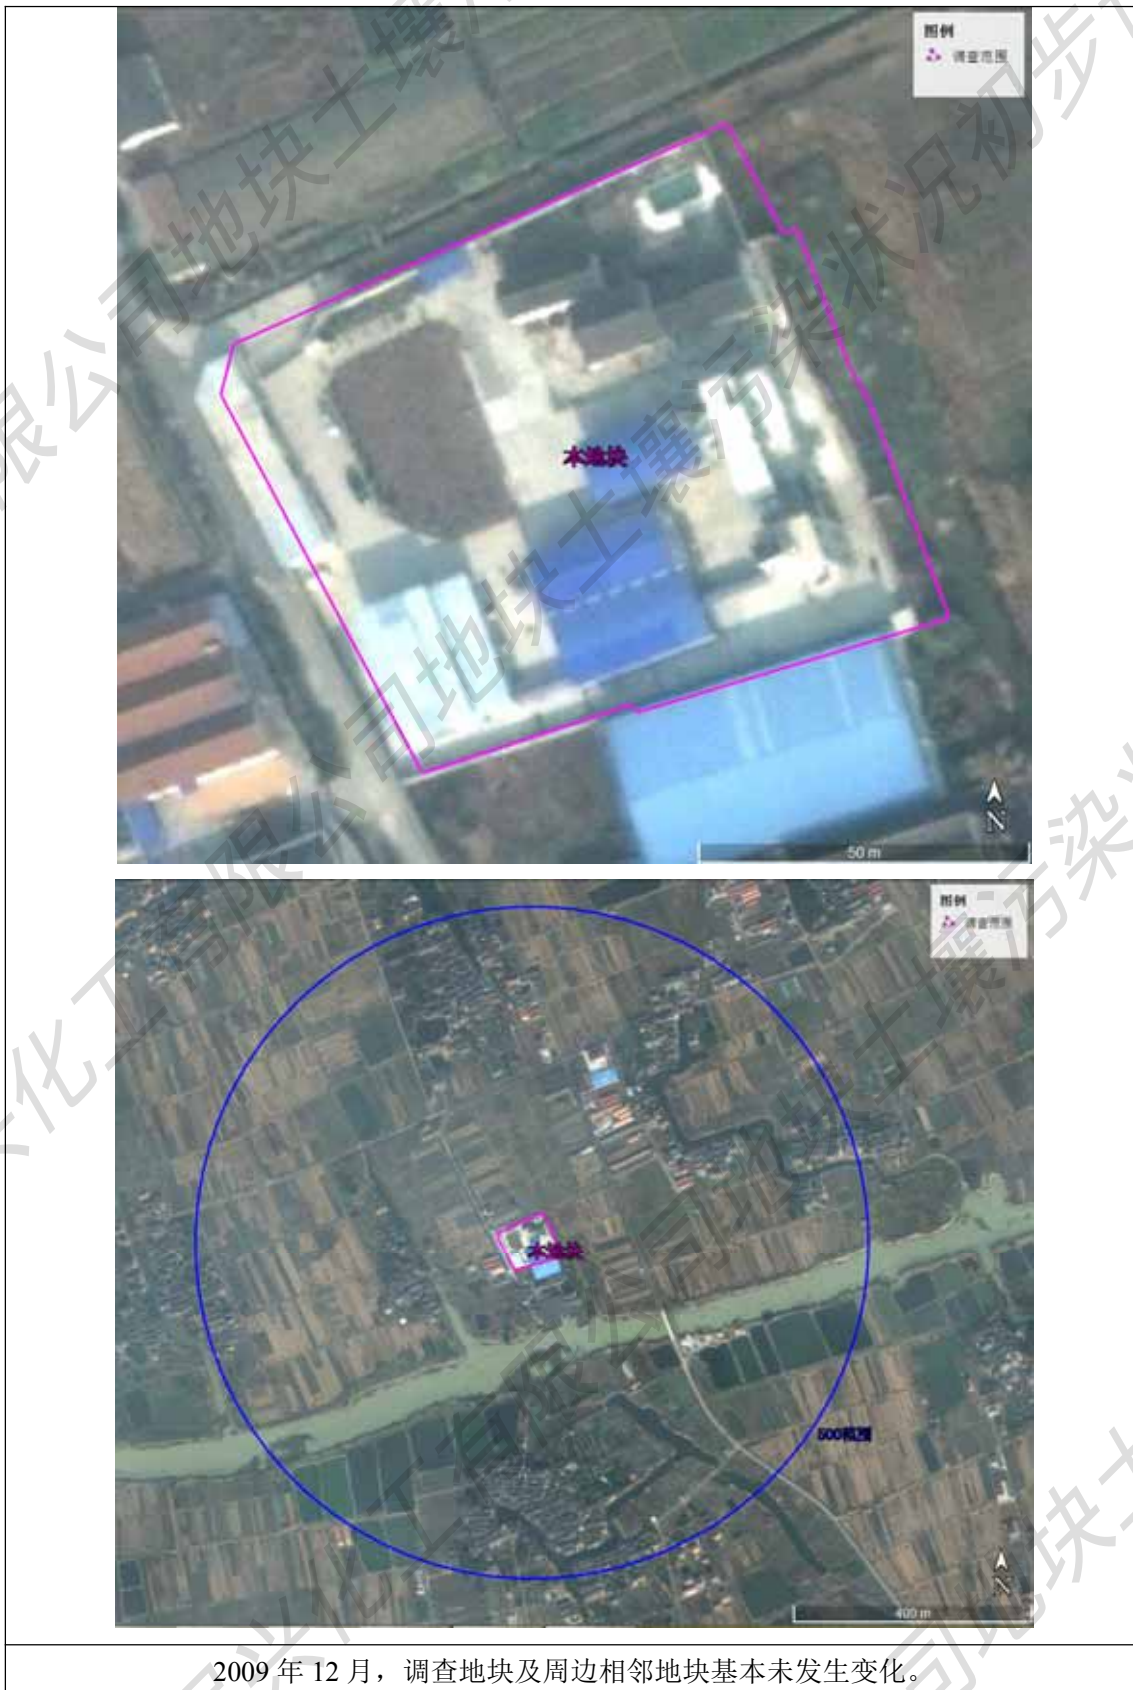 图例
调查范围
本地块
N
50 m
图例
调查范围
本地块
500范围
N
400 m
2009 年 12 月，调查地块及周边相邻地块基本未发生变化。